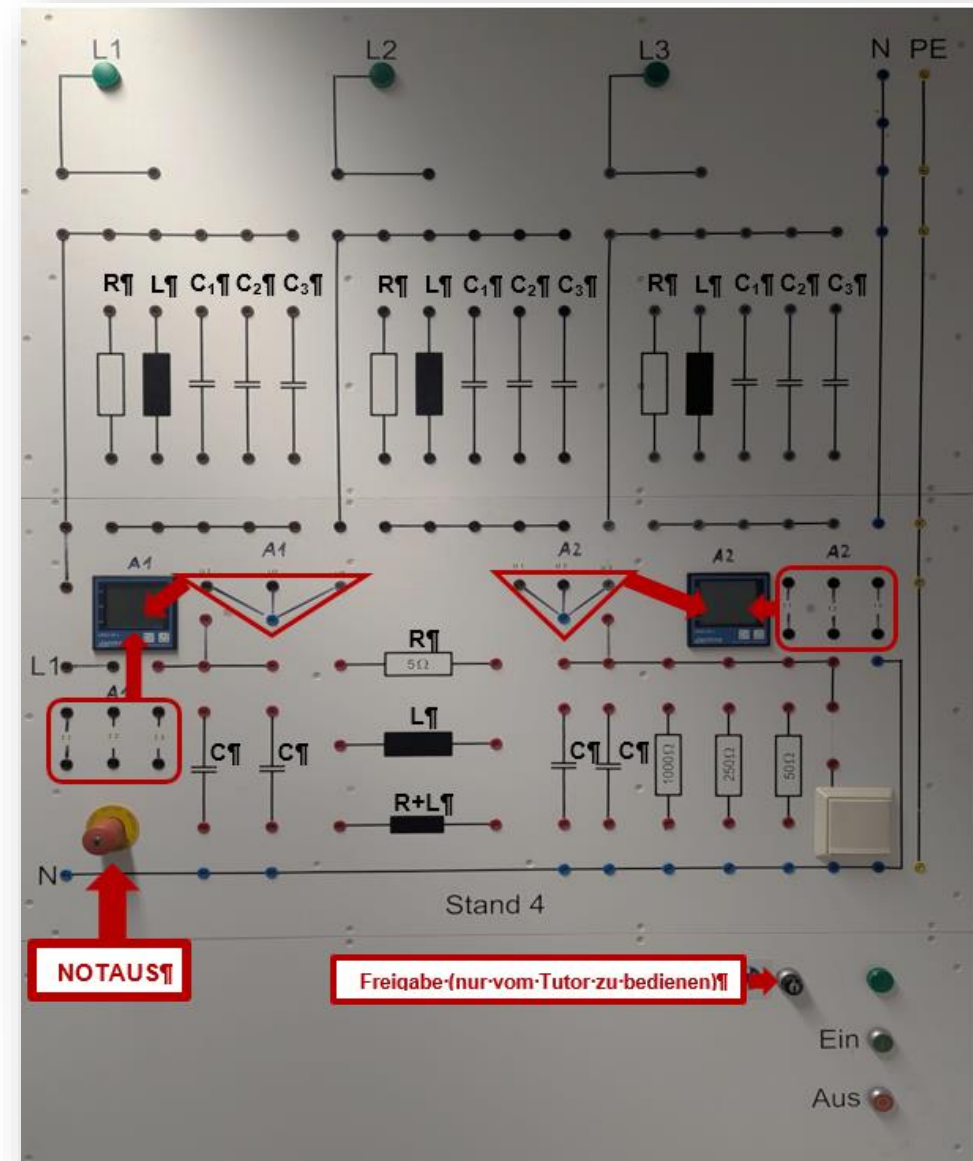 L1 L2 L3 N PE
R¶ L¶ C₁¶ C₂¶ C₃¶ R¶ L¶ C₁¶ C₂¶ C₃¶ R¶ L¶ C₁¶ C₂¶ C₃¶
A1 A1 A2 A2 A2
R¶
L1 5Ω
A1
L¶
C¶ C¶ C¶ C¶ 1000Ω 250Ω 50Ω
R+L¶
N
Stand 4
NOTAUS¶
Freigabe·(nur·vom·Tutor·zu·bedienen)¶
Ein
Aus